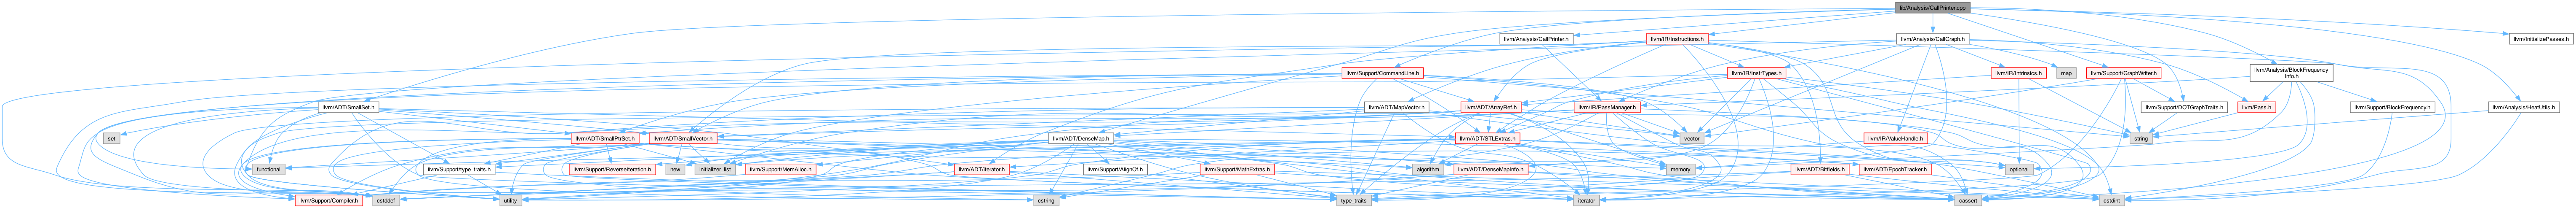 lib/Analysis/CallPrinter.cpp
llvm/Analysis/CallPrinter.h
llvm/IR/Instructions.h
llvm/Analysis/CallGraph.h
llvm/InitializePasses.h
llvm/Support/CommandLine.h
llvm/IR/InstrTypes.h
map
llvm/IR/Intrinsics.h
llvm/Support/GraphWriter.h
llvm/Analysis/BlockFrequency
Info.h
llvm/ADT/SmallSet.h
llvm/ADT/MapVector.h
llvm/ADT/ArrayRef.h
llvm/IR/PassManager.h
llvm/Support/DOTGraphTraits.h
llvm/Pass.h
llvm/Support/BlockFrequency.h
llvm/Analysis/HeatUtils.h
set
llvm/ADT/SmallPtrSet.h
llvm/ADT/SmallVector.h
llvm/ADT/DenseMap.h
llvm/ADT/STLExtras.h
vector
llvm/IR/ValueHandle.h
string
functional
llvm/Support/type_traits.h
llvm/Support/ReverseIteration.h
new
initializer_list
llvm/Support/MemAlloc.h
llvm/Support/AlignOf.h
llvm/ADT/iterator.h
llvm/Support/MathExtras.h
algorithm
llvm/ADT/DenseMapInfo.h
llvm/ADT/Bitfields.h
llvm/ADT/EpochTracker.h
memory
optional
llvm/Support/Compiler.h
cstddef
utility
cstring
type_traits
iterator
cassert
cstdint